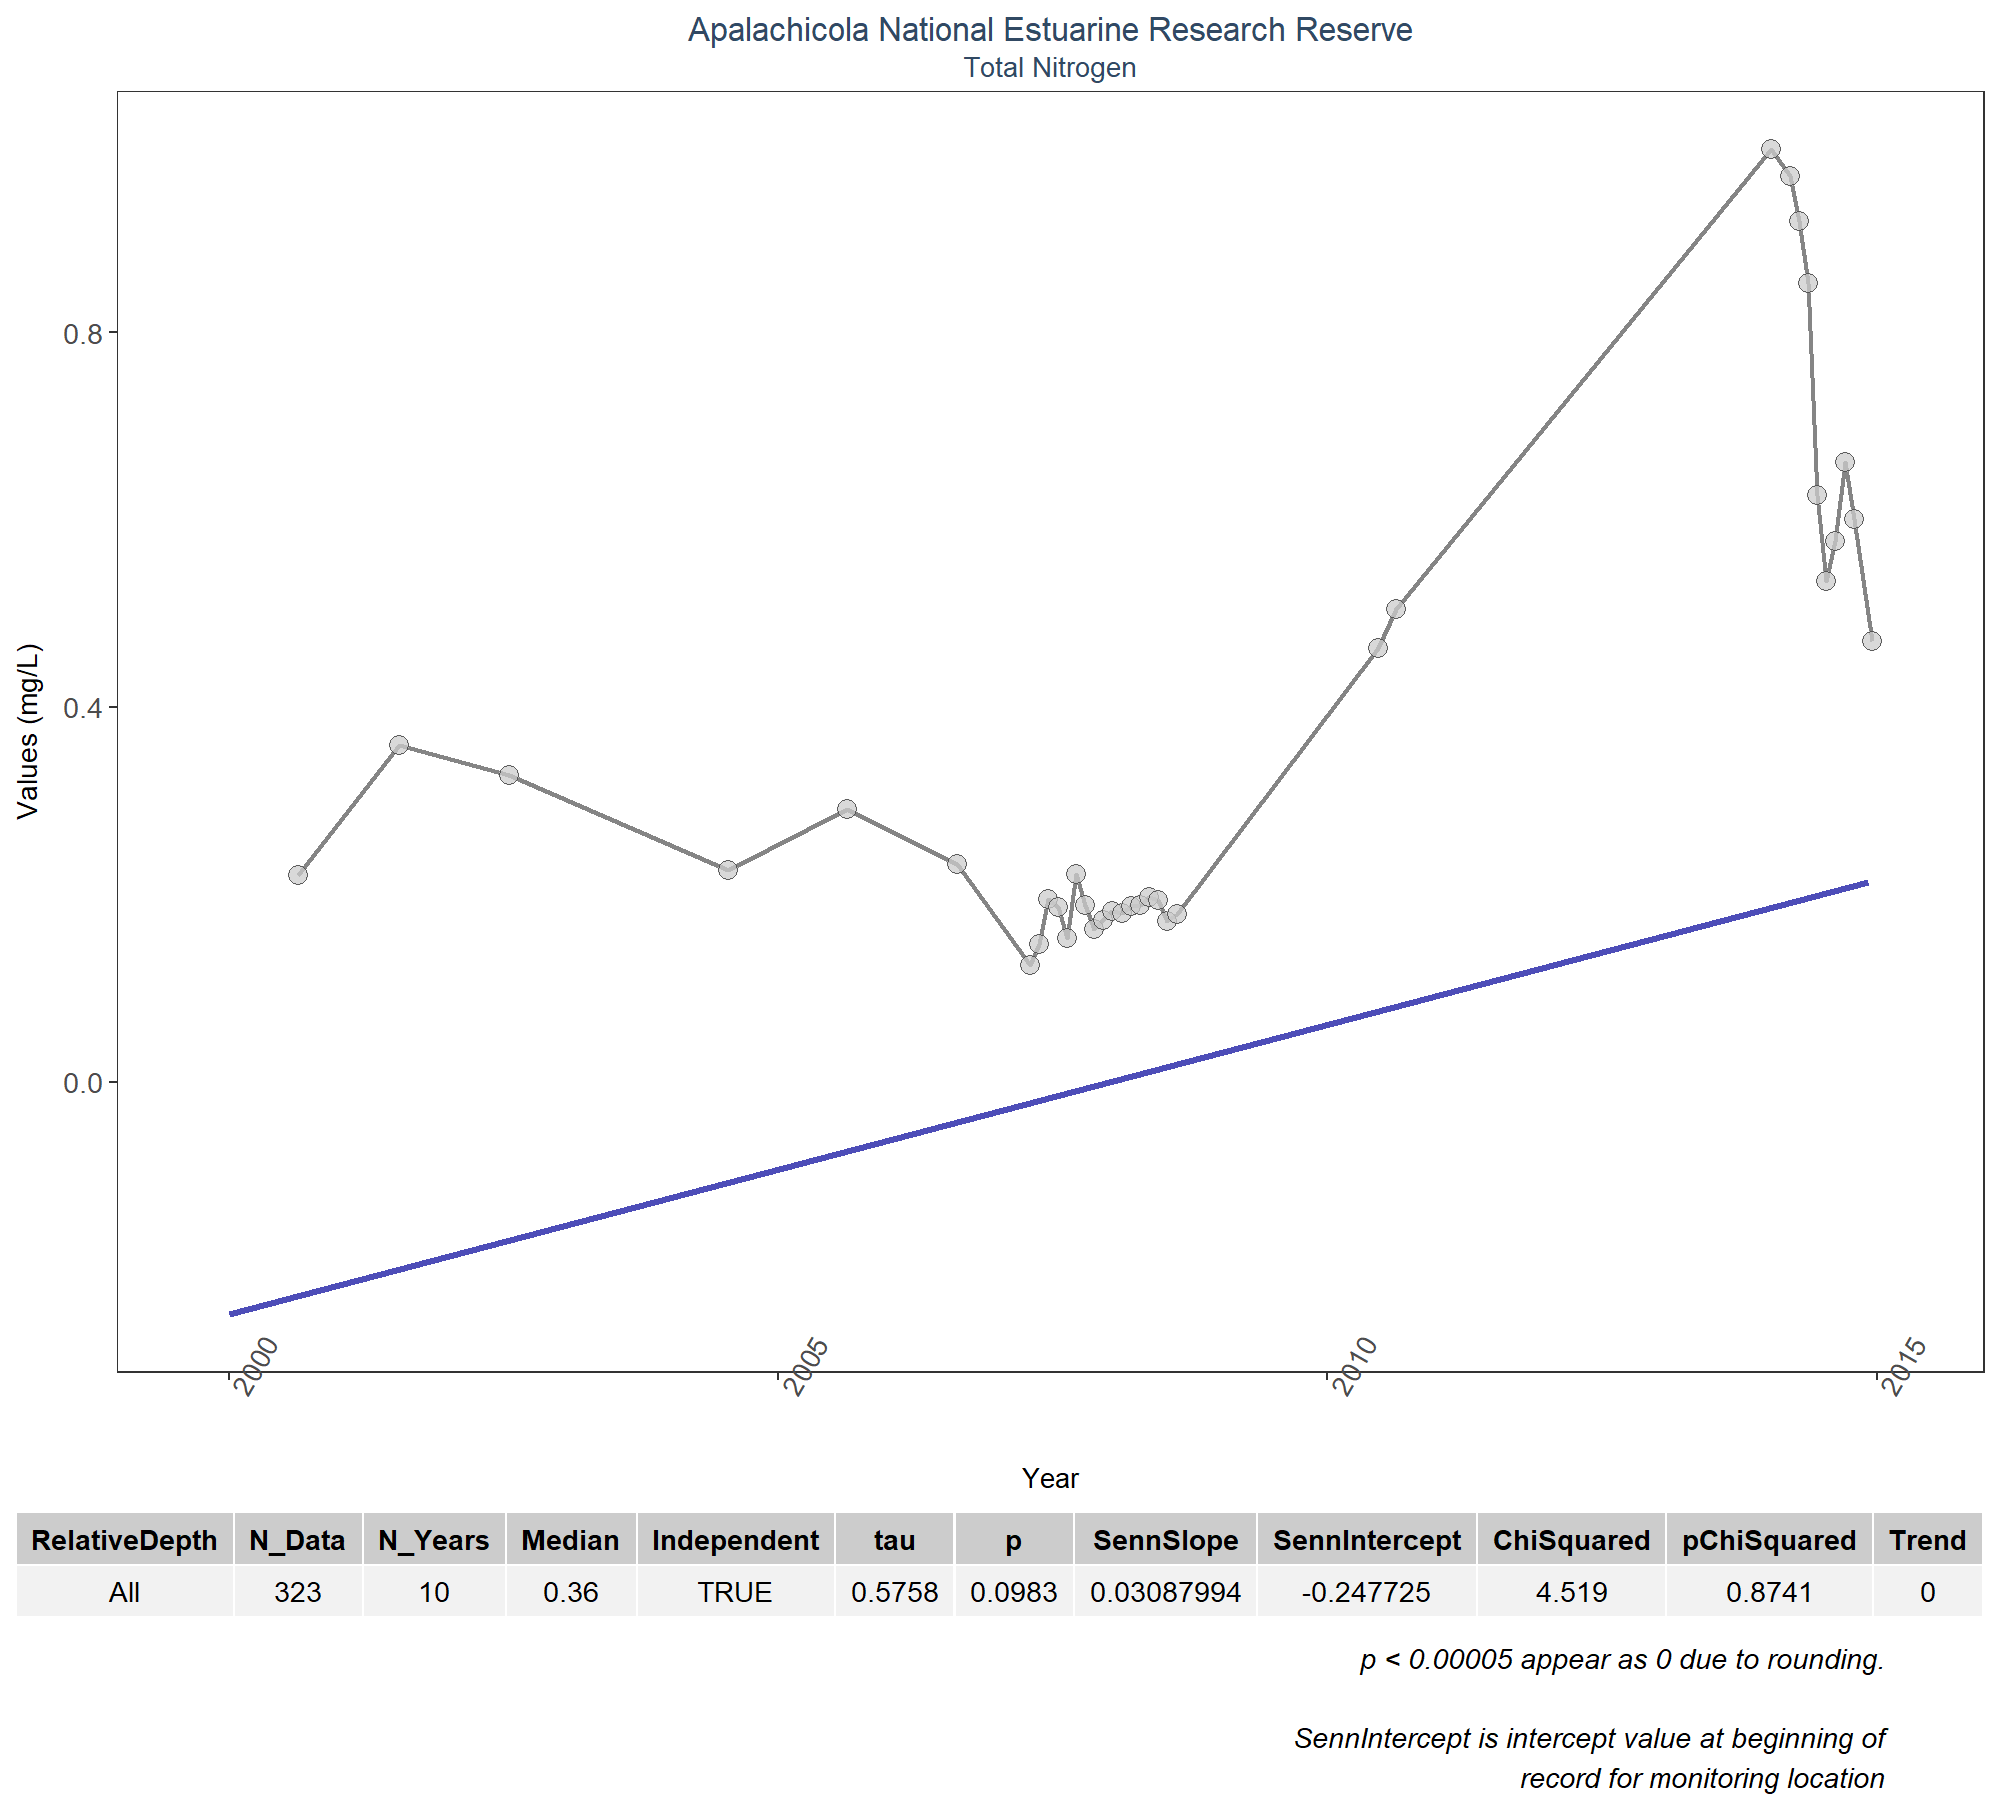 Apalachicola National Estuarine Research Reserve
Total Nitrogen
0.8
0.4
0.0
Values (mg/L)
2000 2005 2010 2015
Year
RelativeDepth N_Data N_Years Median Independent tau p SennSlope SennIntercept ChiSquared pChiSquared Trend
All 323 10 0.36 TRUE 0.5758 0.0983 0.03087994 -0.247725 4.519 0.8741 0
p < 0.00005 appear as 0 due to rounding.
SennIntercept is intercept value at beginning of
record for monitoring location